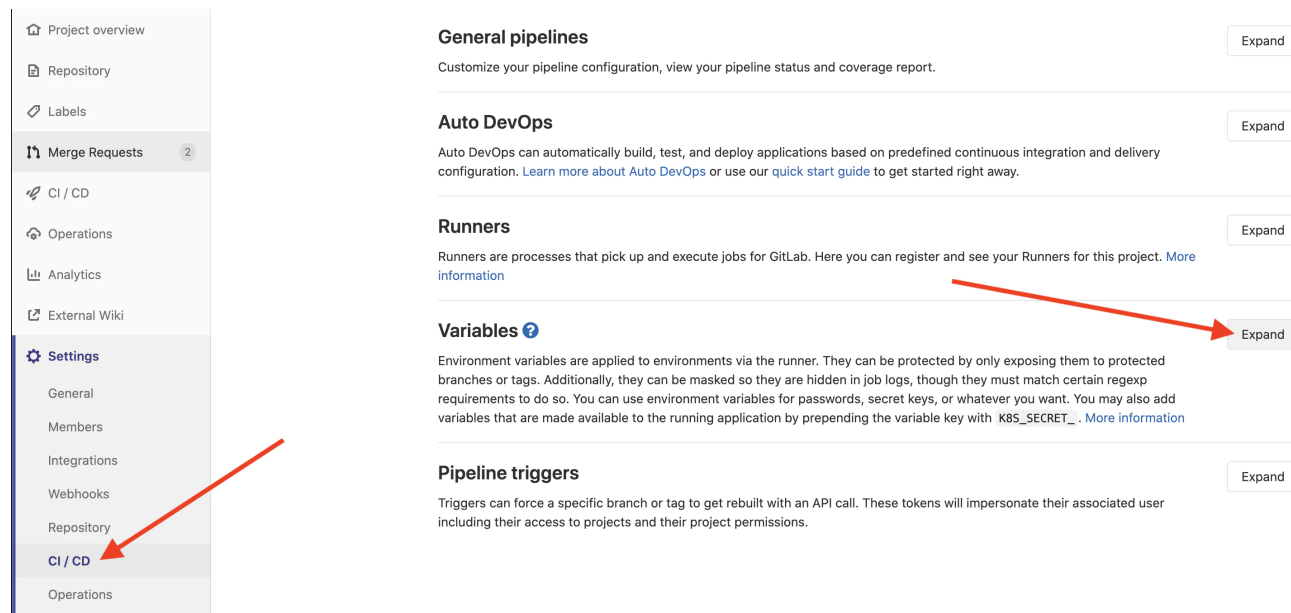 Project overview
Repository
Labels
Merge Requests 2
CI / CD
Operations
Analytics
External Wiki
Settings
General
Members
Integrations
Webhooks
Repository
CI / CD
Operations
General pipelines
Expand
Customize your pipeline configuration, view your pipeline status and coverage report.
Auto DevOps
Expand
Auto DevOps can automatically build, test, and deploy applications based on predefined continuous integration and delivery
configuration. Learn more about Auto DevOps or use our quick start guide to get started right away.
Runners
Expand
Runners are processes that pick up and execute jobs for GitLab. Here you can register and see your Runners for this project. More
information
Variables ?
Expand
Environment variables are applied to environments via the runner. They can be protected by only exposing them to protected
branches or tags. Additionally, they can be masked so they are hidden in job logs, though they must match certain regexp
requirements to do so. You can use environment variables for passwords, secret keys, or whatever you want. You may also add
variables that are made available to the running application by prepending the variable key with K8S_SECRET_ . More information
Pipeline triggers
Expand
Triggers can force a specific branch or tag to get rebuilt with an API call. These tokens will impersonate their associated user
including their access to projects and their project permissions.